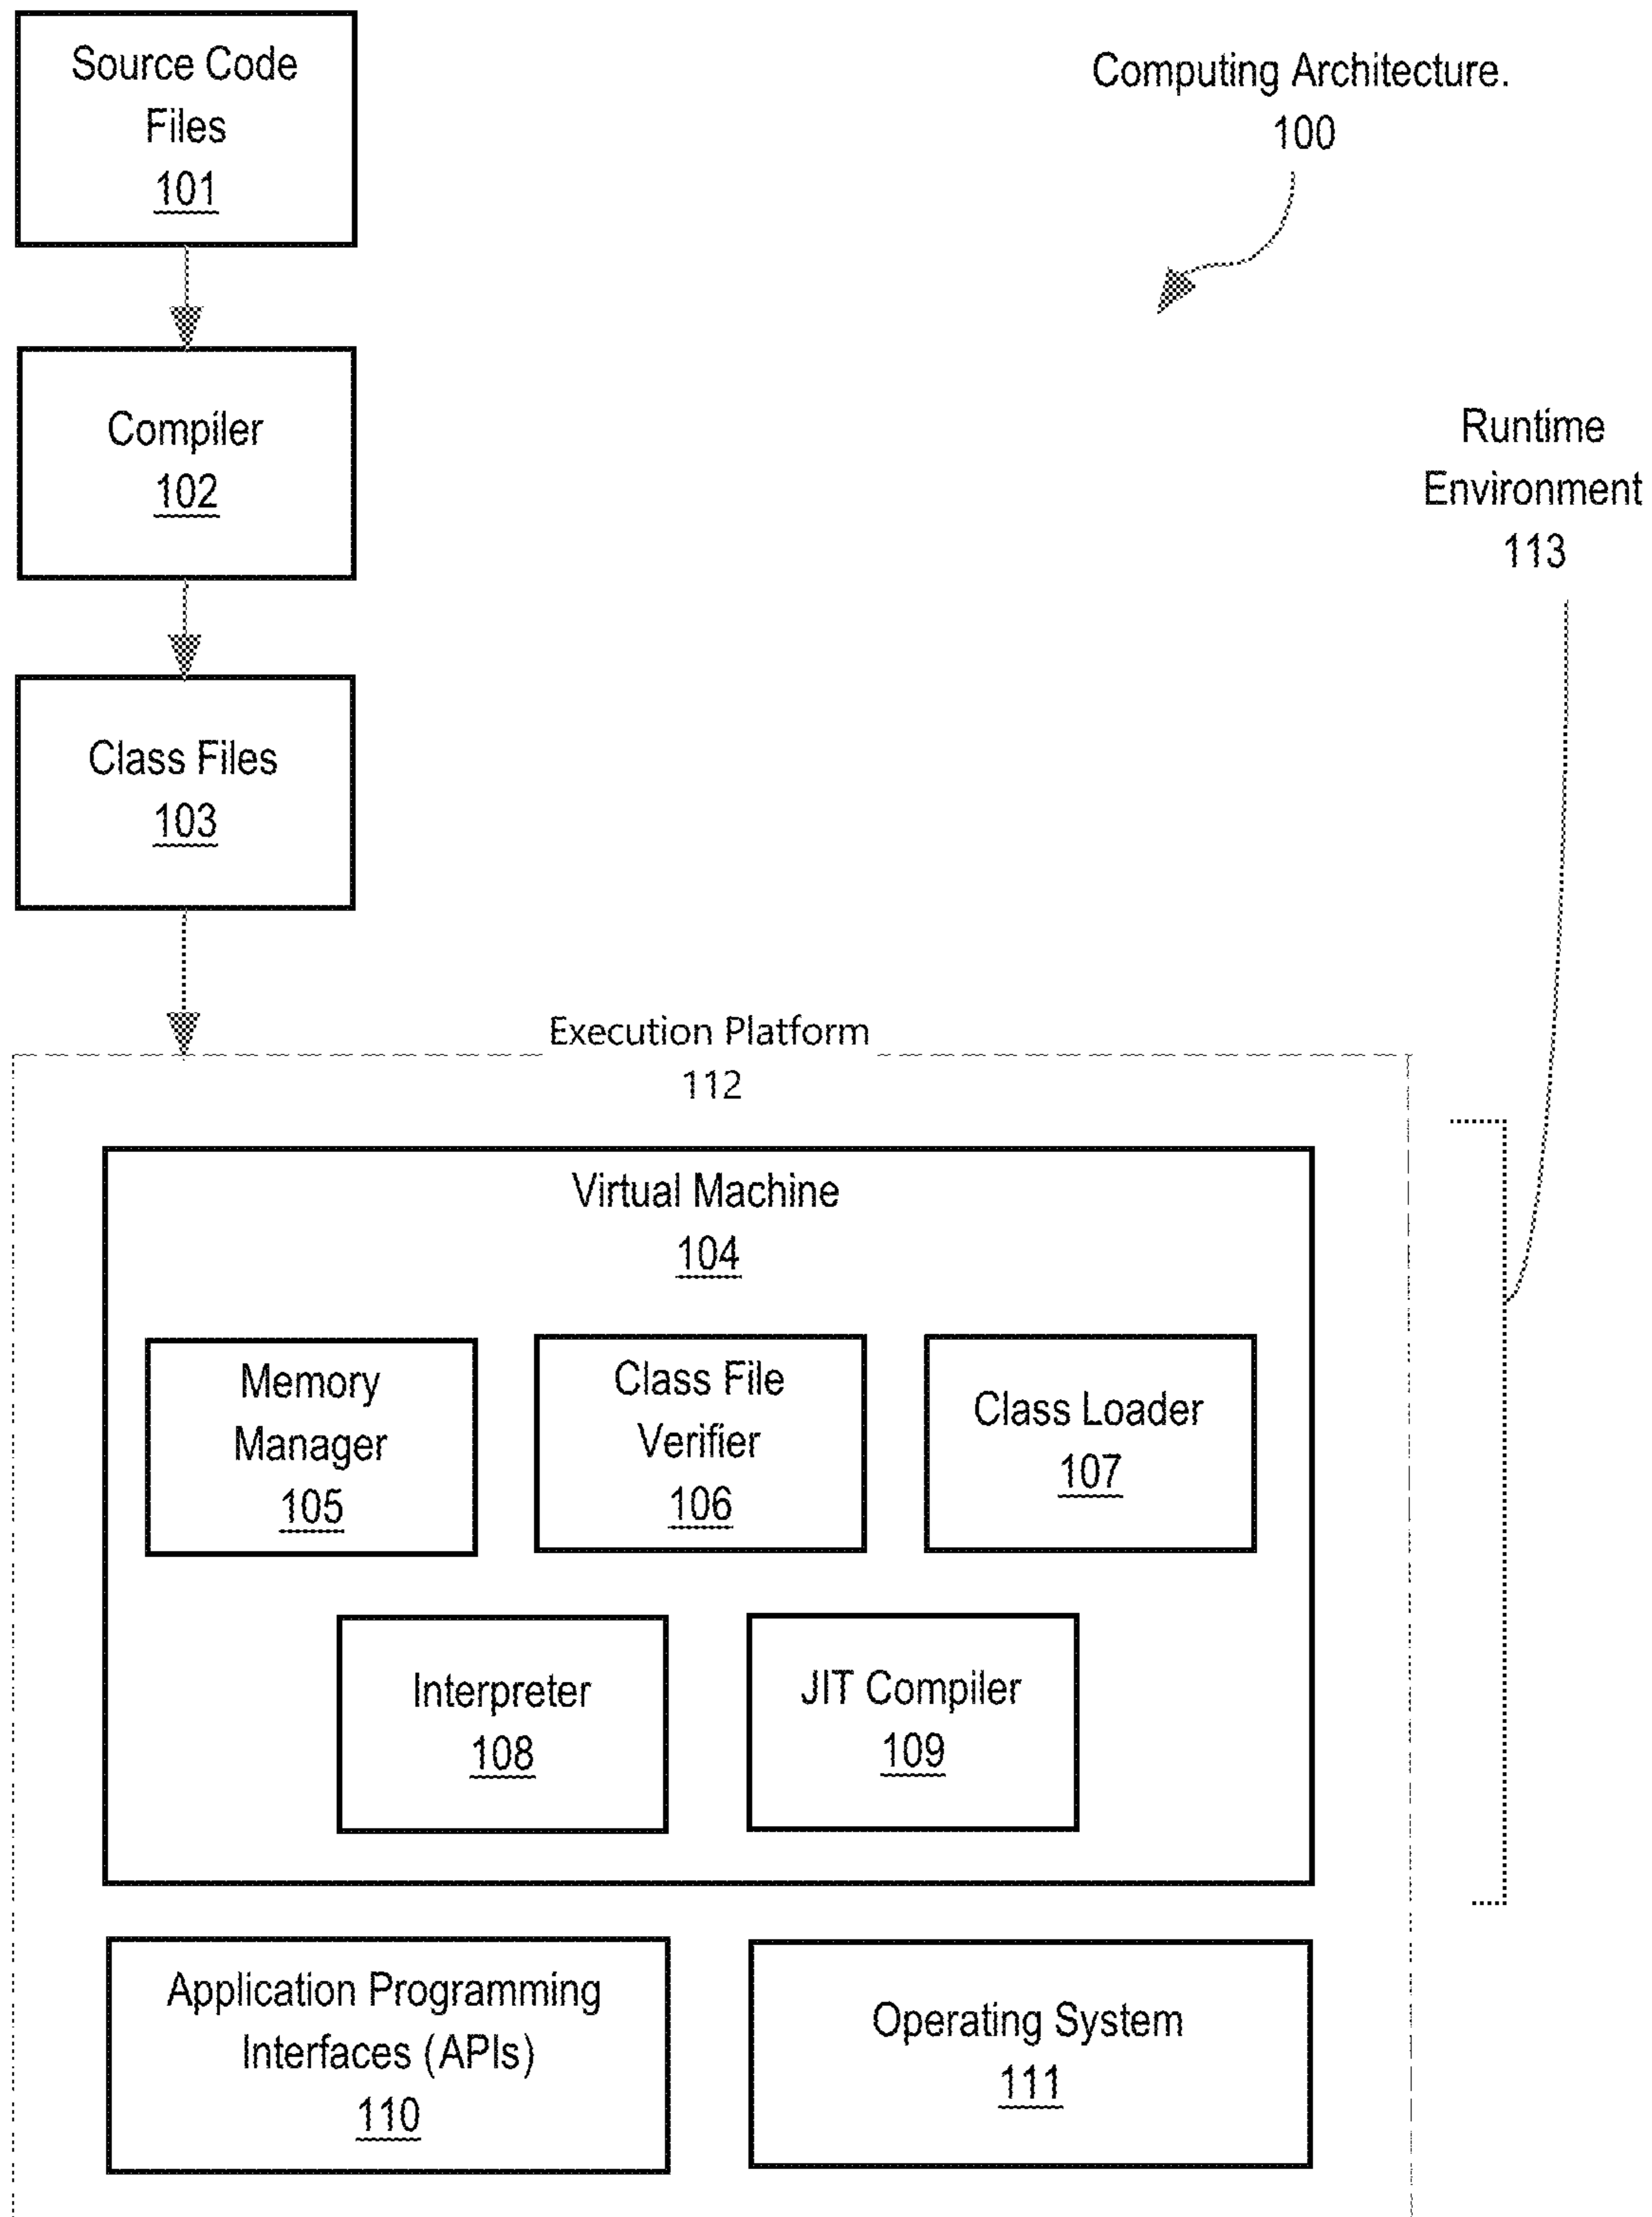 Source Code
Files
101
Computing Architecture.
100
Compiler
102
Runtime
Environment
113
Class Files
103
Execution Platform
112
Virtual Machine
104
Memory
Manager
105
Class File
Verifier
106
Class Loader
107
Interpreter
108
JIT Compiler
109
Application Programming
Interfaces (APIs)
110
Operating System
111